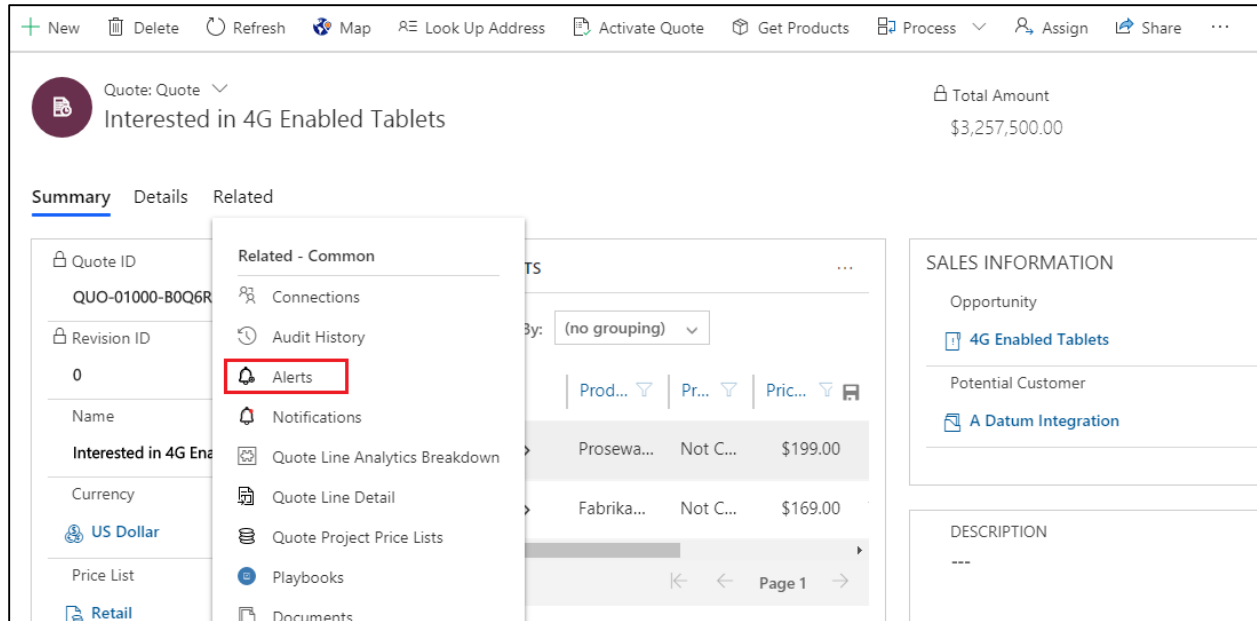 New Delete Refresh Map Look Up Address Activate Quote Get Products Process Assign Share ...
Quote: Quote
Interested in 4G Enabled Tablets
Total Amount
$3,257,500.00
Summary Details Related
Quote ID
QUO-01000-B0Q6R
Revision ID
0
Name
Interested in 4G Ena
Currency
US Dollar
Price List
Retail
Related - Common
Connections
Audit History
Alerts
Notifications
Quote Line Analytics Breakdown
Quote Line Detail
Quote Project Price Lists
Playbooks
Documents
TS ...
By: (no grouping)
Prod... Pr... Pric...
Prosewa... Not C... $199.00
Fabrika... Not C... $169.00
Page 1
SALES INFORMATION
Opportunity
4G Enabled Tablets
Potential Customer
A Datum Integration
DESCRIPTION
---